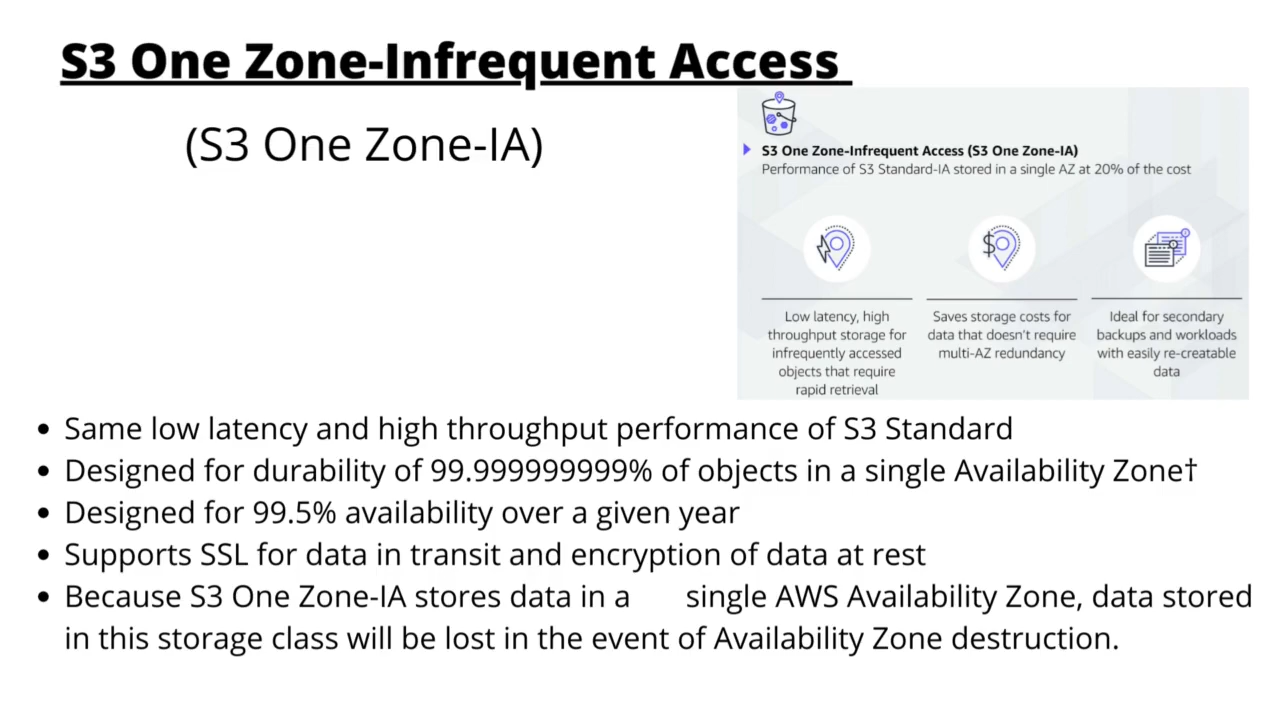 S3 One Zone-Infrequent Access
(S3 One Zone-IA)
S3 One Zone-Infrequent Access (S3 One Zone-IA)
Performance of S3 Standard-IA stored in a single AZ at 20% of the cost
Low latency, high
throughput storage for
infrequently accessed
objects that require
rapid retrieval
Saves storage costs for
data that doesn't require
multi-AZ redundancy
Ideal for secondary
backups and workloads
with easily re-creatable
data
• Same low latency and high throughput performance of S3 Standard
• Designed for durability of 99.999999999% of objects in a single Availability Zone†
• Designed for 99.5% availability over a given year
• Supports SSL for data in transit and encryption of data at rest
• Because S3 One Zone-IA stores data in a single AWS Availability Zone, data stored
in this storage class will be lost in the event of Availability Zone destruction.